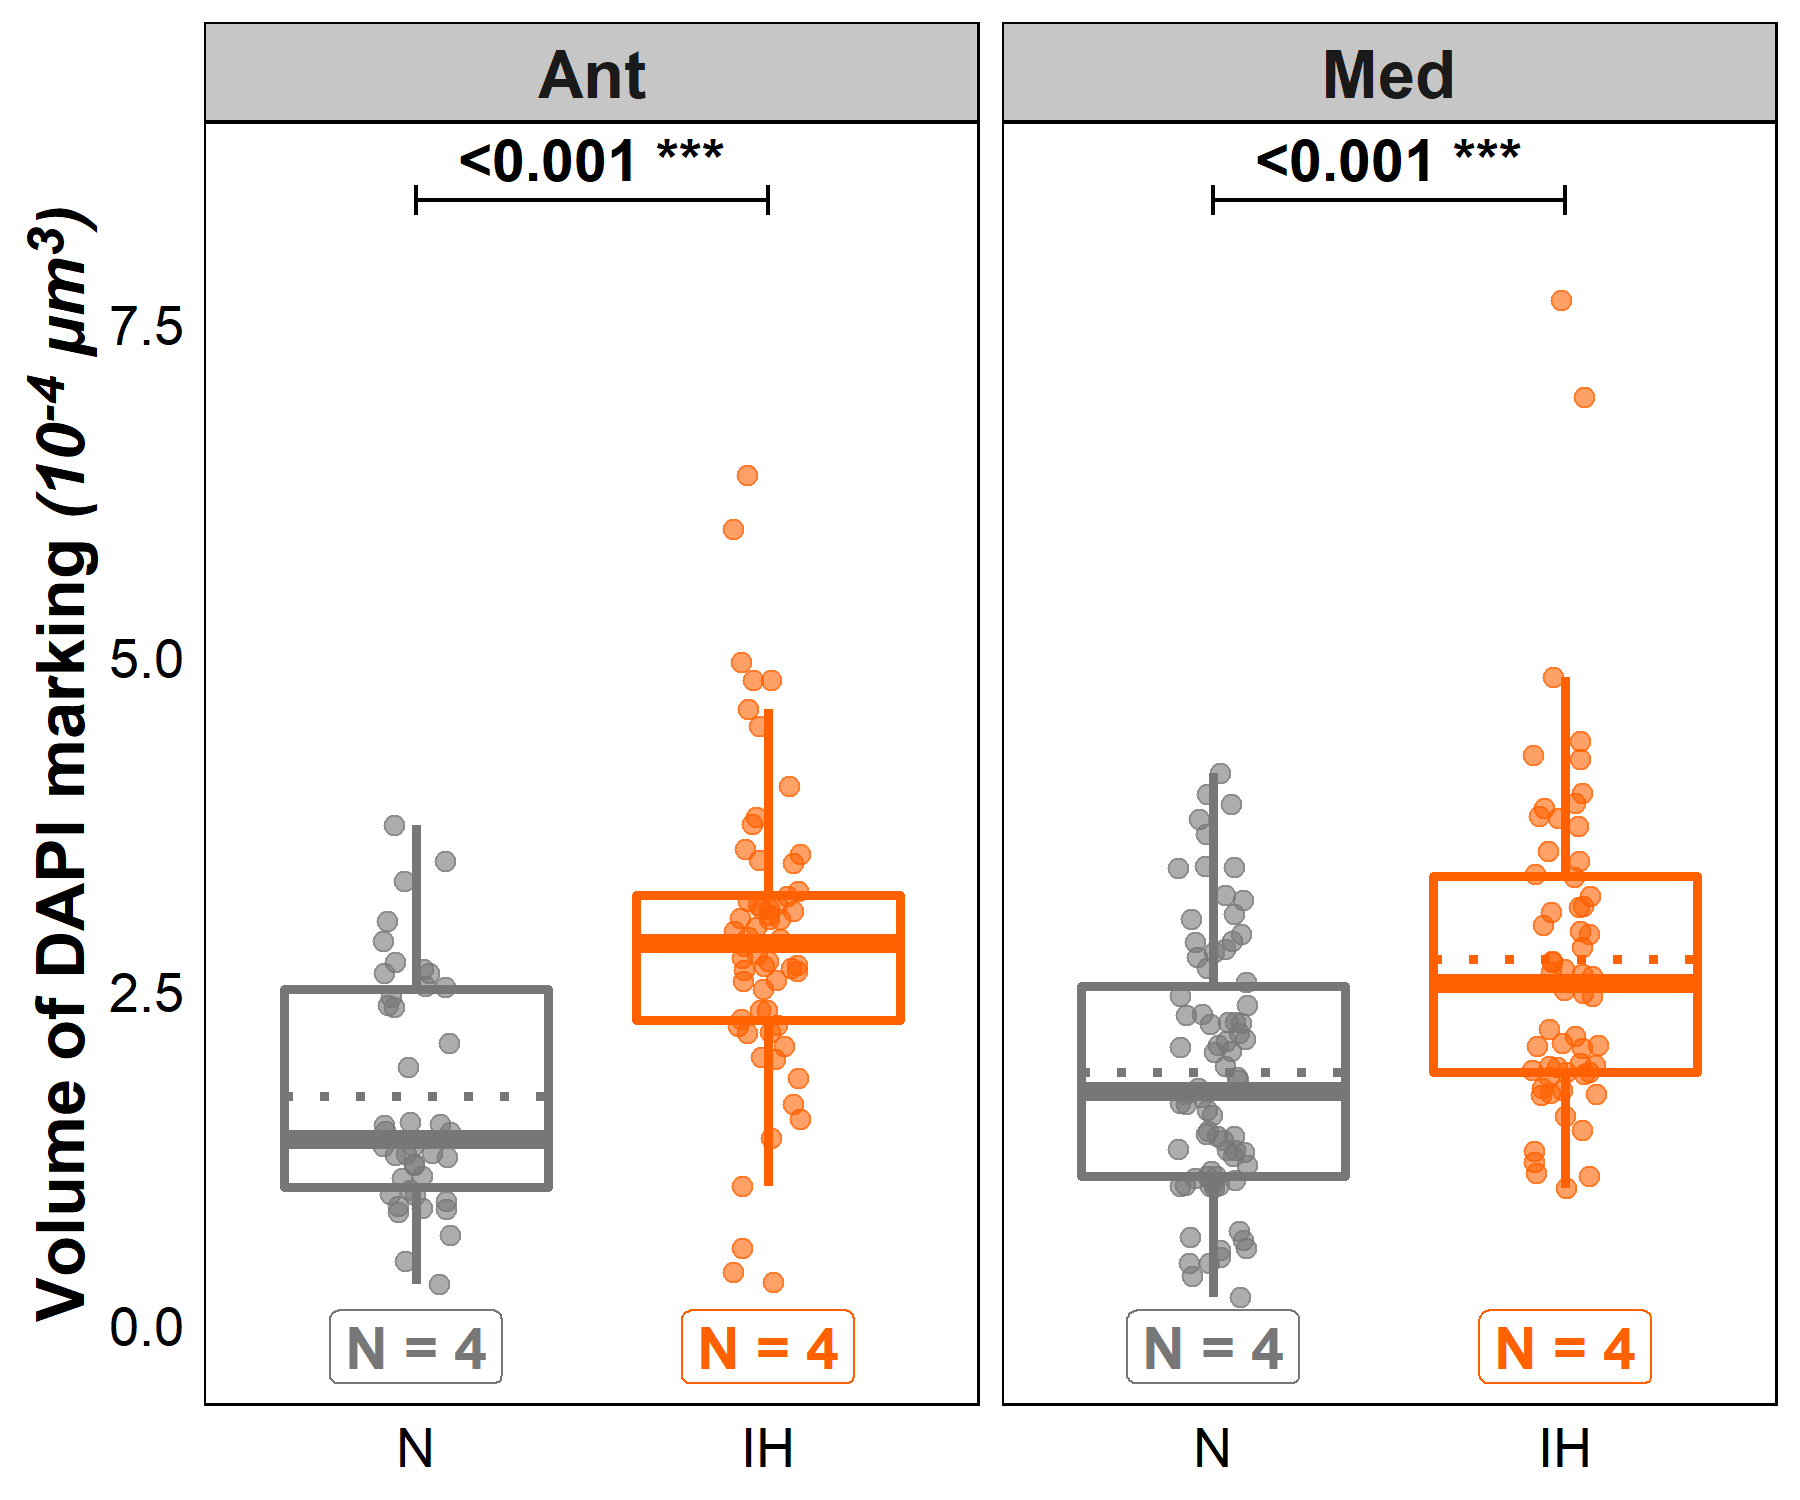 Ant
Med
<0.001 ***
<0.001 ***
Volume of DAPI marking (10⁻⁴ µm³)
7.5
5.0
2.5
0.0
N = 4
N = 4
N = 4
N = 4
N
IH
N
IH